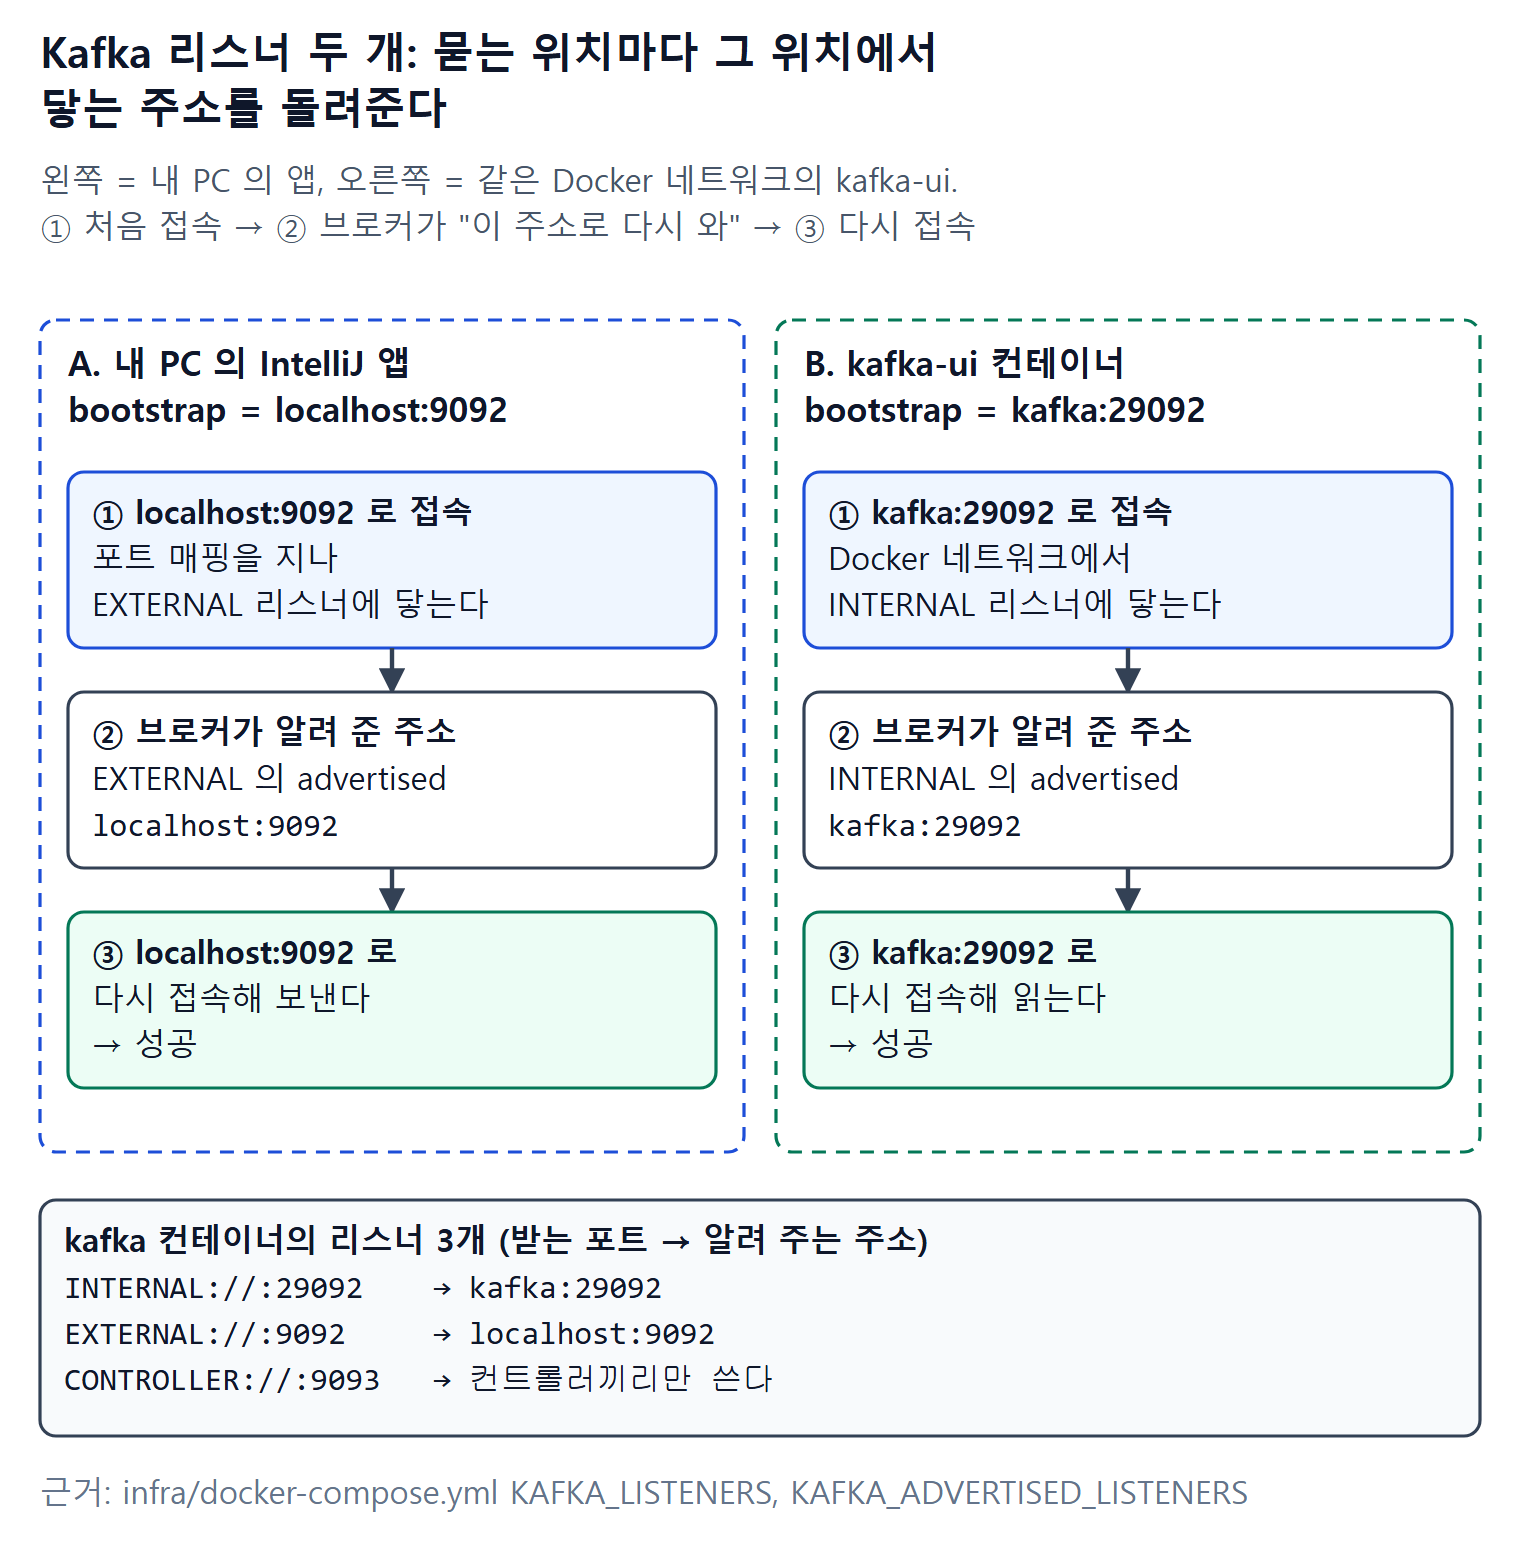 Kafka 리스너 두 개: 묻는 위치마다 그 위치에서
닿는 주소를 돌려준다
왼쪽 = 내 PC 의 앱, 오른쪽 = 같은 Docker 네트워크의 kafka-ui.
① 처음 접속 → ② 브로커가 "이 주소로 다시 와" → ③ 다시 접속
A. 내 PC 의 IntelliJ 앱
bootstrap = localhost:9092
① localhost:9092 로 접속
포트 매핑을 지나
EXTERNAL 리스너에 닿는다
② 브로커가 알려 준 주소
EXTERNAL 의 advertised
localhost:9092
③ localhost:9092 로
다시 접속해 보낸다
→ 성공
B. kafka-ui 컨테이너
bootstrap = kafka:29092
① kafka:29092 로 접속
Docker 네트워크에서
INTERNAL 리스너에 닿는다
② 브로커가 알려 준 주소
INTERNAL 의 advertised
kafka:29092
③ kafka:29092 로
다시 접속해 읽는다
→ 성공
kafka 컨테이너의 리스너 3개 (받는 포트 → 알려 주는 주소)
INTERNAL://:29092 → kafka:29092
EXTERNAL://:9092 → localhost:9092
CONTROLLER://:9093 → 컨트롤러끼리만 쓴다
근거: infra/docker-compose.yml KAFKA_LISTENERS, KAFKA_ADVERTISED_LISTENERS